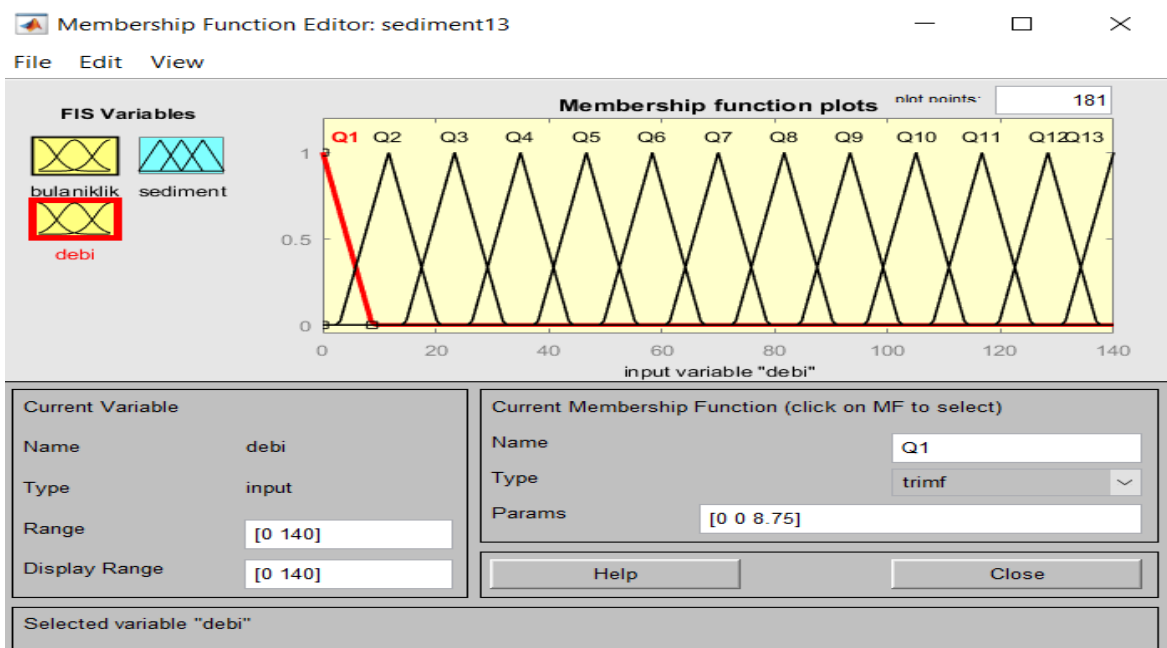 Membership Function Editor: sediment13
File Edit View
FIS Variables
Membership function plots plot points: 181
Q1 Q2 Q3 Q4 Q5 Q6 Q7 Q8 Q9 Q10 Q11 Q12 Q13
1
0.5
0
0 20 40 60 80 100 120 140
input variable "debi"
bulaniklik sediment
debi
Current Variable
Name debi
Type input
Range [0 140]
Display Range [0 140]
Current Membership Function (click on MF to select)
Name Q1
Type trimf
Params [0 0 8.75]
Help Close
Selected variable "debi"